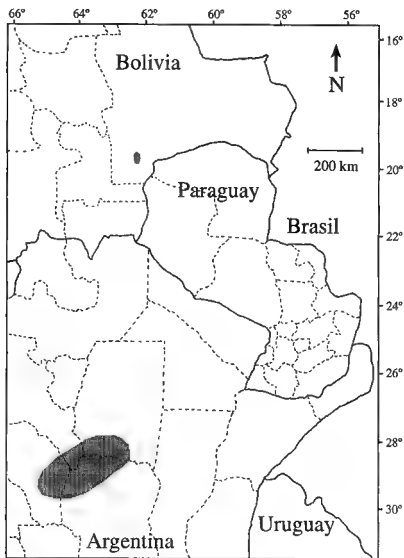 66° 64° 62° 60° 58° 56°
16°
Bolivia
N
18°
200 km
20°
Paraguay
Brasil
22°
24°
26°
28°
30°
Argentina
Uruguay